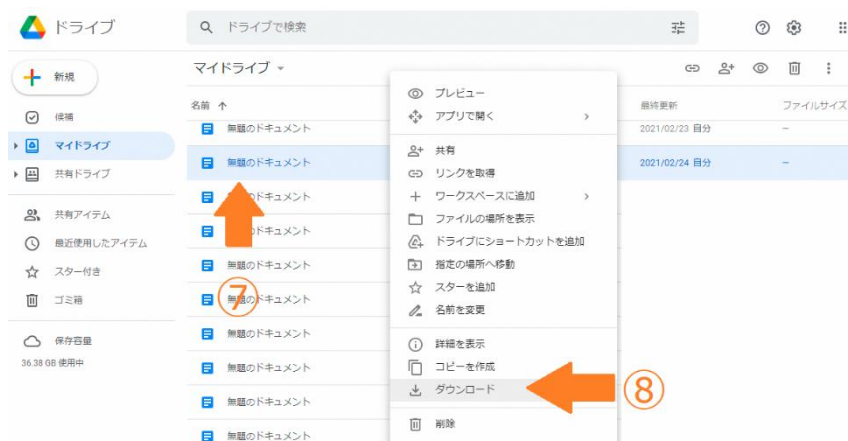 ドライブ
ドライブで検索
新規
マイドライブ
名前 ↑
最終更新
ファイルサイズ
候補
マイドライブ
共有ドライブ
共有アイテム
最近使用したアイテム
スター付き
ゴミ箱
保存容量
36.38 GB 使用中
無題のドキュメント
2021/02/23 自分
–
無題のドキュメント
2021/02/24 自分
–
ドキュメント
ドキュメント
無題のドキュメント
無題のドキュメント
無題のドキュメント
無題のドキュメント
無題のドキュメント
無題のドキュメント
⑦
プレビュー
アプリで開く
共有
リンクを取得
ワークスペースに追加
ファイルの場所を表示
ドライブにショートカットを追加
指定の場所へ移動
スターを追加
名前を変更
詳細を表示
コピーを作成
ダウンロード
⑧
削除